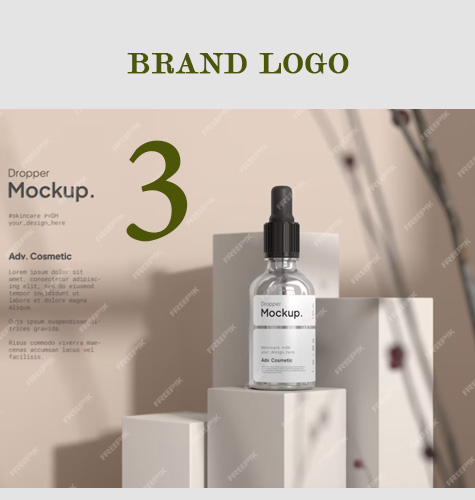 BRAND LOGO
3
Dropper
Mockup.
#skincare #v
your_design_here
Adv. Cosmetic
Lorem ipsum dolor sit
amet, consectetur adipisc-
ing elit, sed do eiusmod
tempor incididunt ut
labore et dolore magna
aliqua.
Quis ipsum suspendisse ul-
trices gravida.
Risus commodo viverra mae-
cenas accumsan lacus vel
facilisis.
Dropper
Mockup.
your_design_here
Adv. Cosmetic
FREEPIK